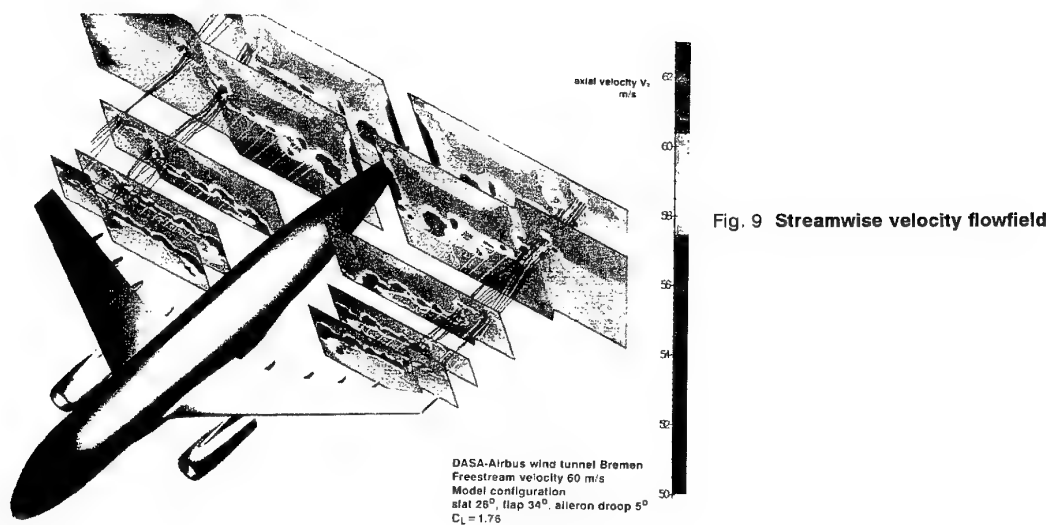 axial velocity Vₓ
m/s
62
60
58
56
54
52
50
Fig. 9 Streamwise velocity flowfield
DASA-Airbus wind tunnel Bremen
Freestream velocity 60 m/s
Model configuration
slat 26°, flap 34°, aileron droop 5°
C_L = 1.76